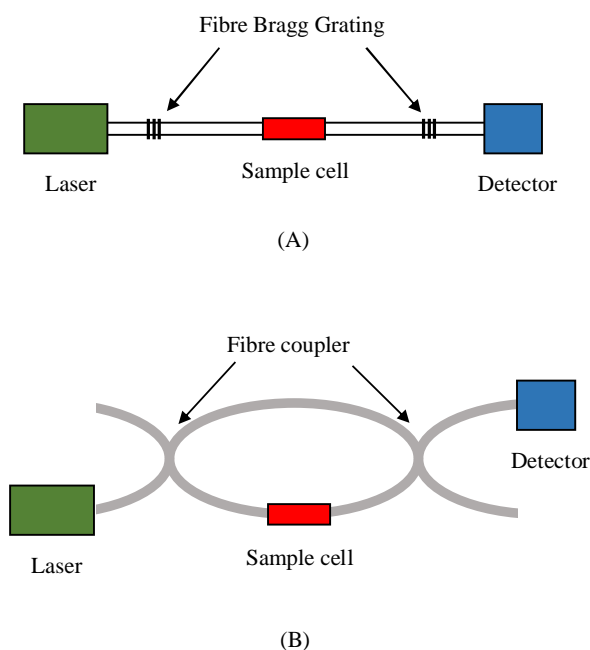 Fibre Bragg Grating
Laser
Sample cell
Detector
(A)
Fibre coupler
Detector
Laser
Sample cell
(B)